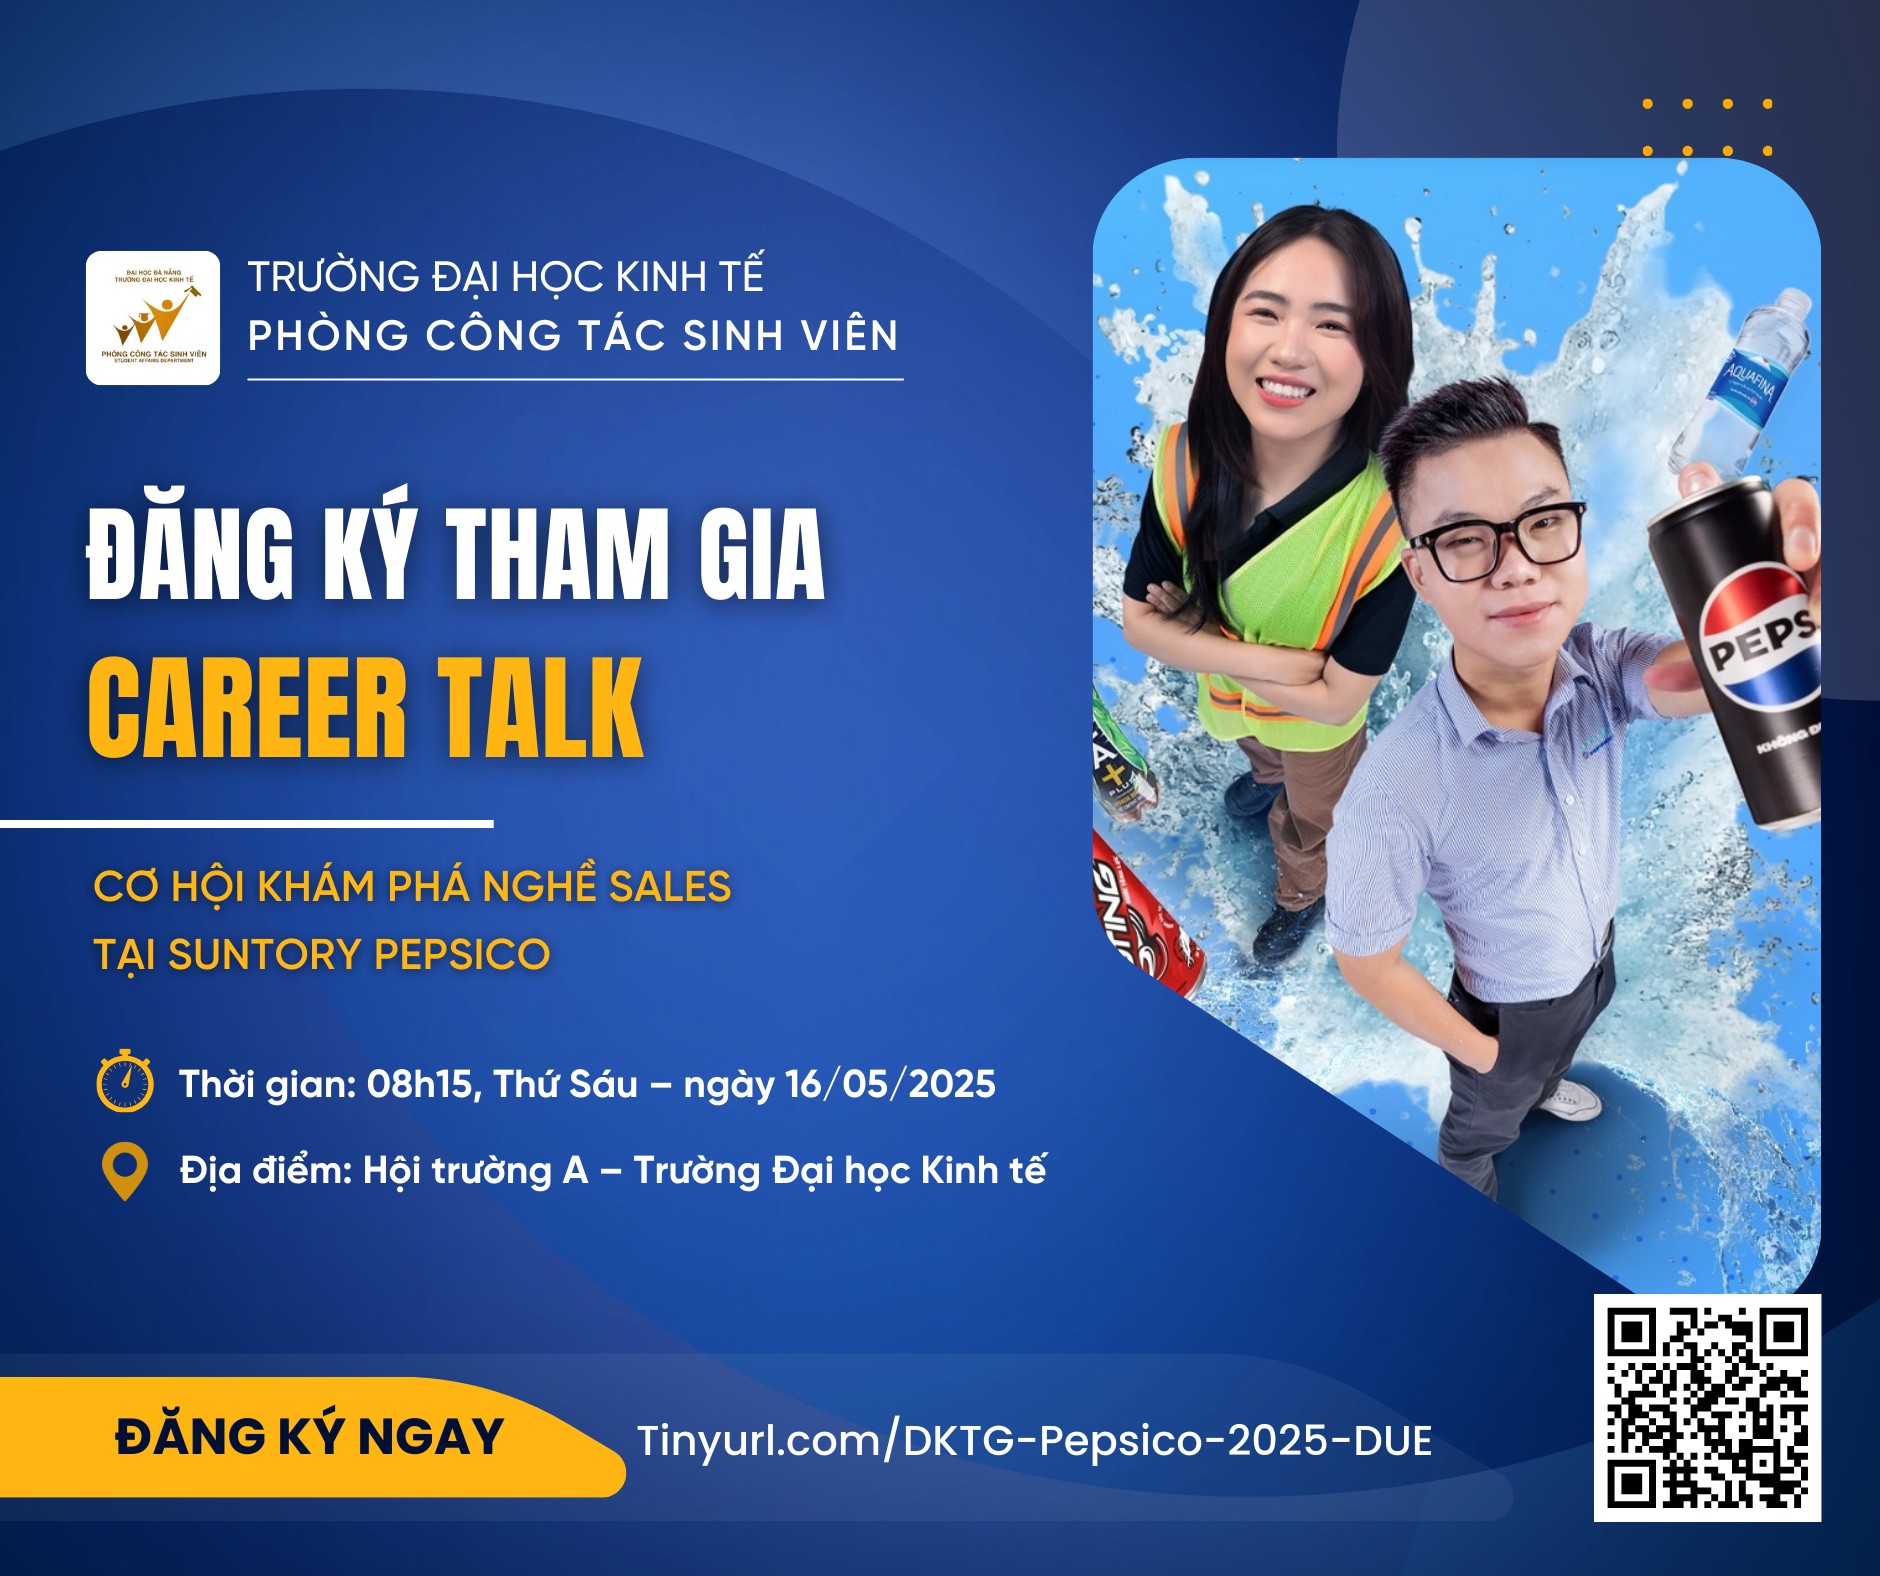 ĐẠI HỌC ĐÀ NẴNG
TRƯỜNG ĐẠI HỌC KINH TẾ
PHÒNG CÔNG TÁC SINH VIÊN
STUDENT AFFAIRS DEPARTMENT
TRƯỜNG ĐẠI HỌC KINH TẾ
PHÒNG CÔNG TÁC SINH VIÊN
ĐĂNG KÝ THAM GIA
CAREER TALK
CƠ HỘI KHÁM PHÁ NGHỀ SALES
TẠI SUNTORY PEPSICO
Thời gian: 08h15, Thứ Sáu – ngày 16/05/2025
Địa điểm: Hội trường A – Trường Đại học Kinh tế
AQUAFINA
PEPS
KHÔNG Đ
A+
PLU
TING
ĐĂNG KÝ NGAY
Tinyurl.com/DKTG-Pepsico-2025-DUE